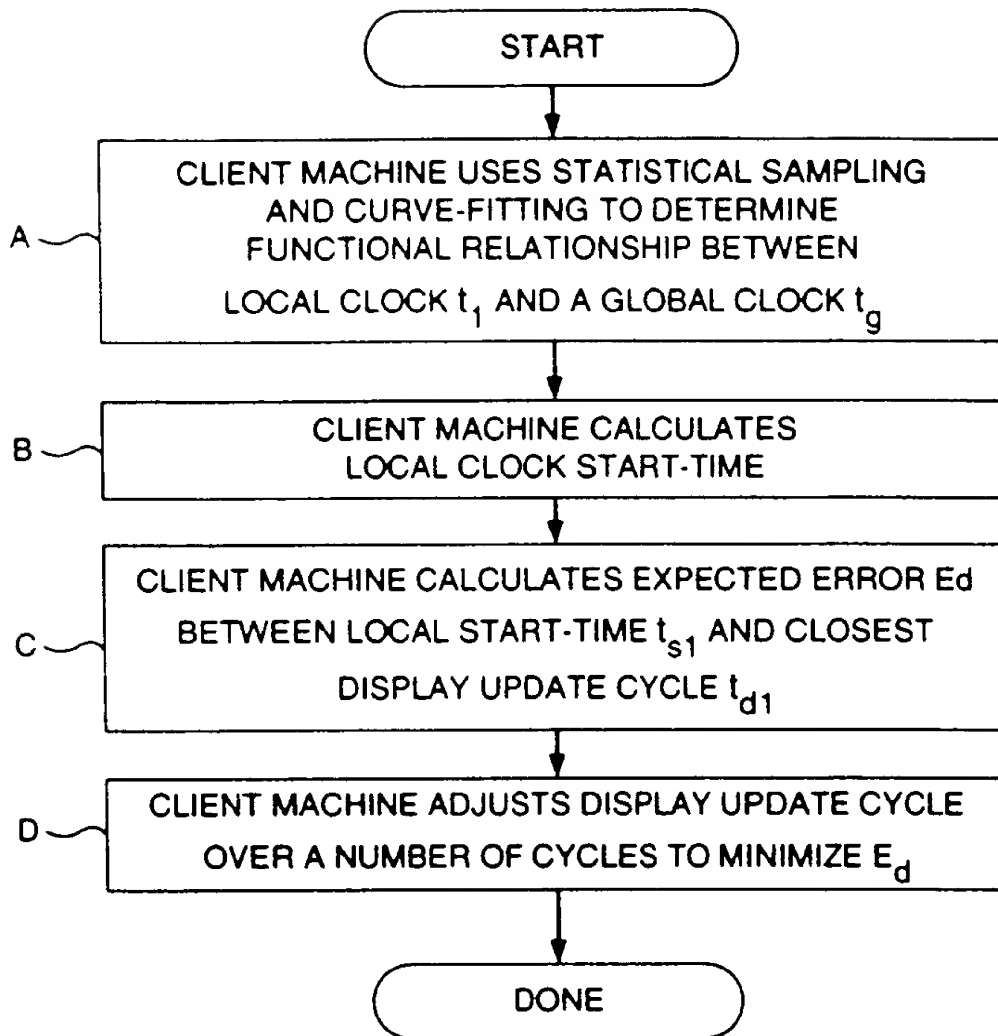 START
A
CLIENT MACHINE USES STATISTICAL SAMPLING
AND CURVE-FITTING TO DETERMINE
FUNCTIONAL RELATIONSHIP BETWEEN
LOCAL CLOCK t1 AND A GLOBAL CLOCK tg
B
CLIENT MACHINE CALCULATES
LOCAL CLOCK START-TIME
C
CLIENT MACHINE CALCULATES EXPECTED ERROR Ed
BETWEEN LOCAL START-TIME ts1 AND CLOSEST
DISPLAY UPDATE CYCLE td1
D
CLIENT MACHINE ADJUSTS DISPLAY UPDATE CYCLE
OVER A NUMBER OF CYCLES TO MINIMIZE Ed
DONE